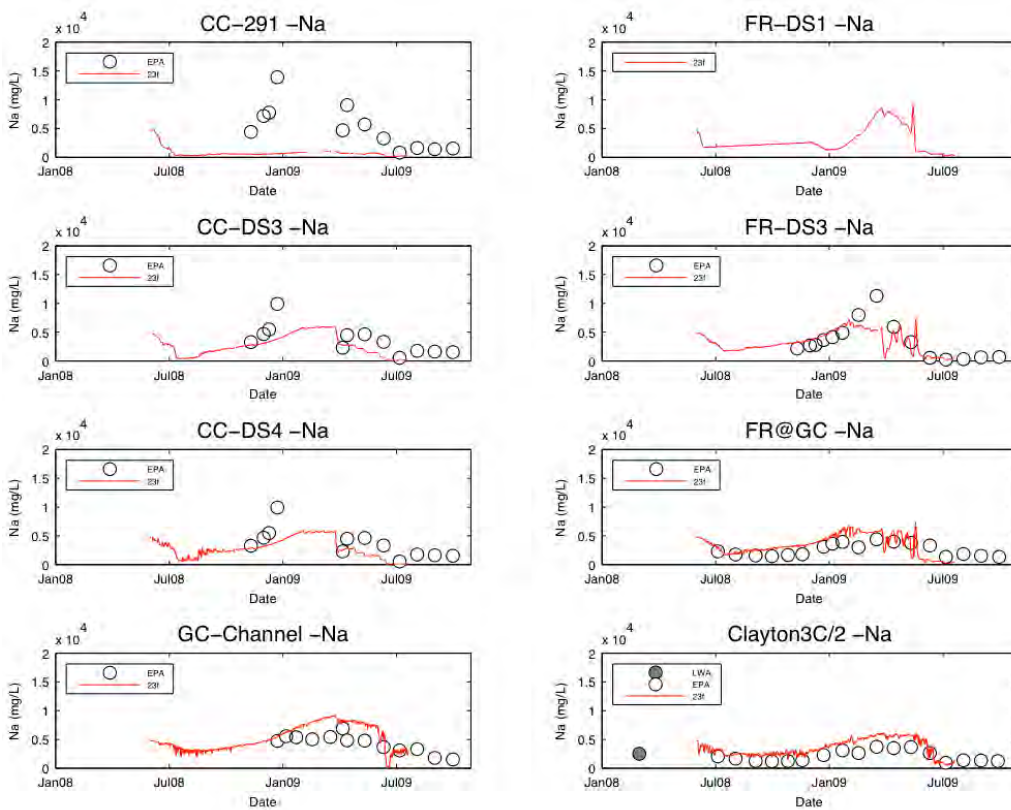 CC-291 -Na
x 10 4
2
1.5
1
0.5
0
Na (mg/L)
EPA
23f
Jan08 Jul08 Jan09 Jul09
Date
FR-DS1 -Na
x 10 4
2
1.5
1
0.5
0
Na (mg/L)
23f
Jan08 Jul08 Jan09 Jul09
Date
CC-DS3 -Na
x 10 4
2
1.5
1
0.5
0
Na (mg/L)
EPA
23f
Jan08 Jul08 Jan09 Jul09
Date
FR-DS3 -Na
x 10 4
2
1.5
1
0.5
0
Na (mg/L)
EPA
23f
Jan08 Jul08 Jan09 Jul09
Date
CC-DS4 -Na
x 10 4
2
1.5
1
0.5
0
Na (mg/L)
EPA
23f
Jan08 Jul08 Jan09 Jul09
Date
FR@GC -Na
x 10 4
2
1.5
1
0.5
0
Na (mg/L)
EPA
23f
Jan08 Jul08 Jan09 Jul09
Date
GC-Channel -Na
x 10 4
2
1.5
1
0.5
0
Na (mg/L)
EPA
23f
Jan08 Jul08 Jan09 Jul09
Date
Clayton3C/2 -Na
x 10 4
2
1.5
1
0.5
0
Na (mg/L)
LWA
EPA
23f
Jan08 Jul08 Jan09 Jul09
Date